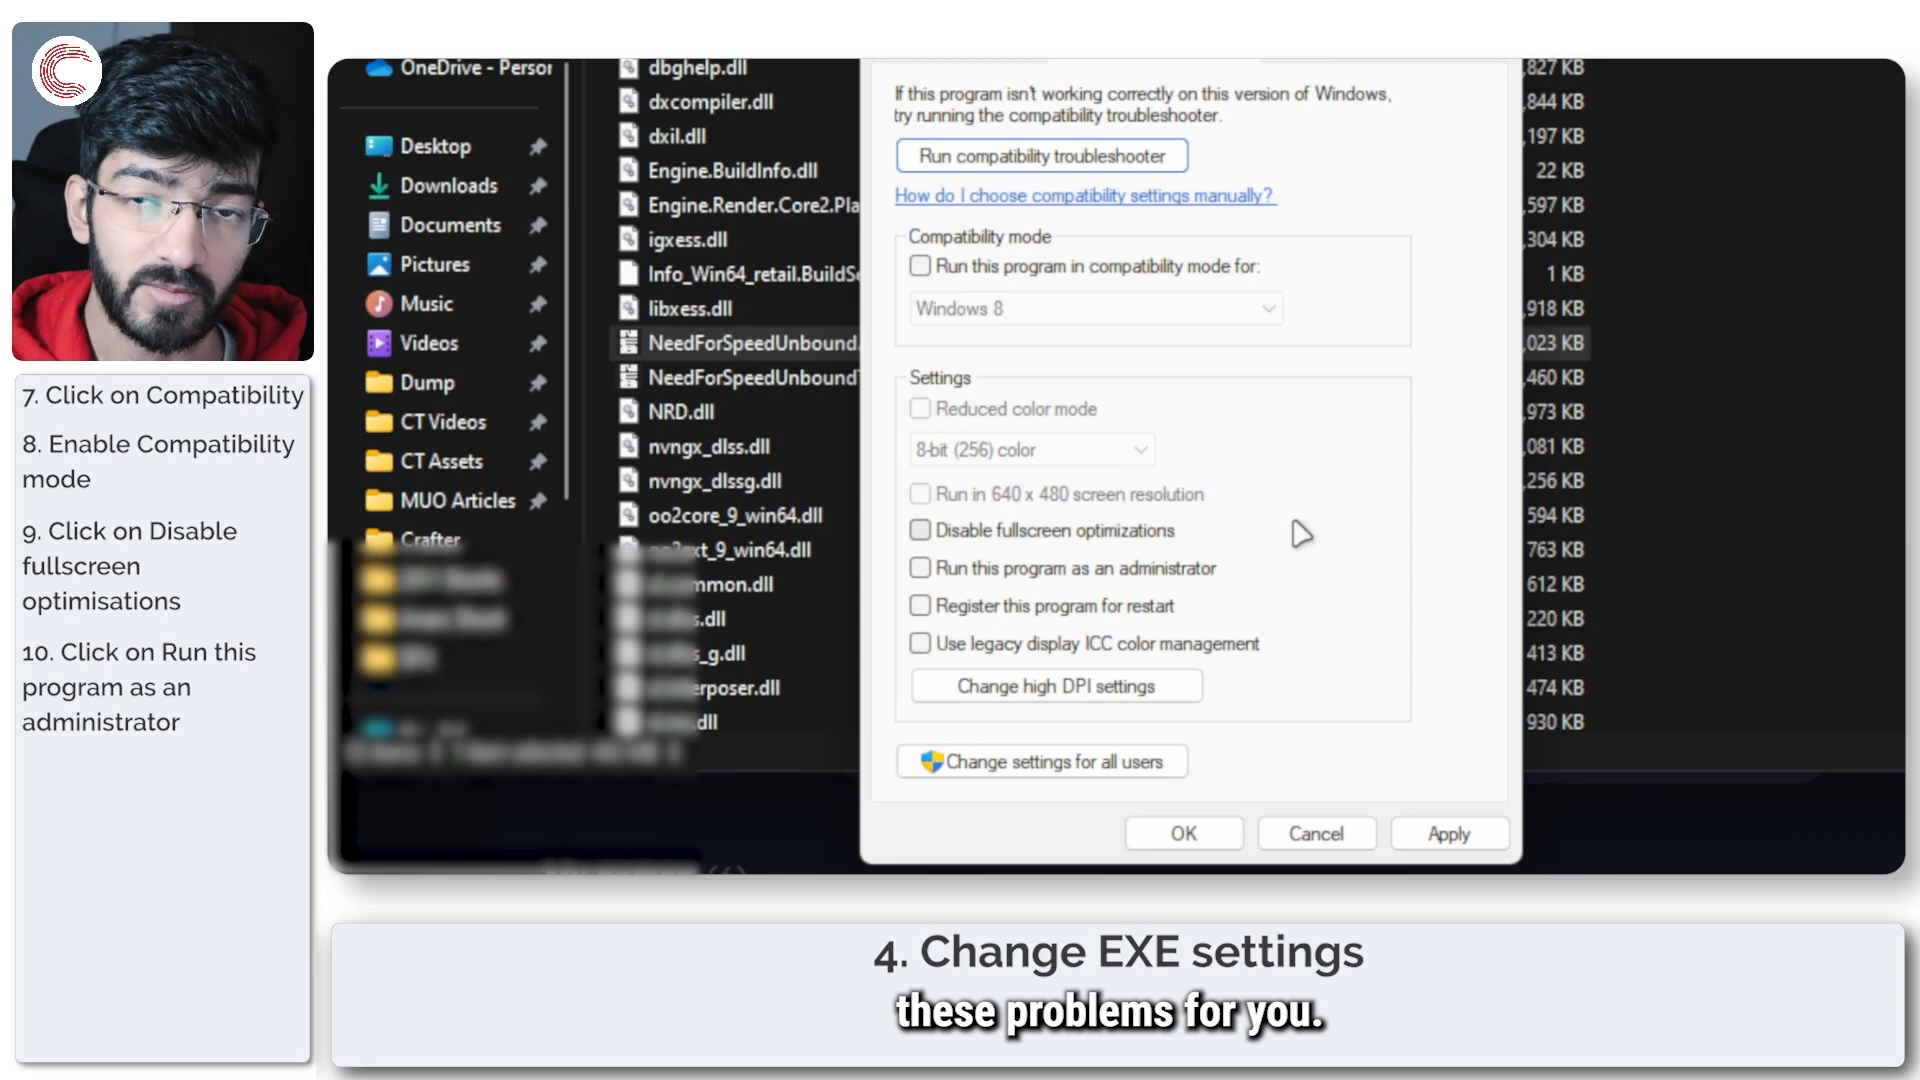 7. Click on Compatibility
8. Enable Compatibility
mode
9. Click on Disable
fullscreen
optimisations
10. Click on Run this
program as an
administrator
OneDrive - Person
Desktop
Downloads
Documents
Pictures
Music
Videos
Dump
CT Videos
CT Assets
MUO Articles
Crafter
dbghelp.dll
dxcompiler.dll
dxil.dll
Engine.BuildInfo.dll
Engine.Render.Core2.Pla
igxess.dll
Info_Win64_retail.BuildSe
libxess.dll
NeedForSpeedUnbound.
NeedForSpeedUnbound
NRD.dll
nvngx_dlss.dll
nvngx_dlssg.dll
oo2core_9_win64.dll
xt_9_win64.dll
mmon.dll
s.dll
s_g.dll
erposer.dll
.dll
If this program isn't working correctly on this version of Windows,
try running the compatibility troubleshooter.
Run compatibility troubleshooter
How do I choose compatibility settings manually?
Compatibility mode
Run this program in compatibility mode for:
Windows 8
Settings
Reduced color mode
8-bit (256) color
Run in 640 x 480 screen resolution
Disable fullscreen optimizations
Run this program as an administrator
Register this program for restart
Use legacy display ICC color management
Change high DPI settings
Change settings for all users
OK Cancel Apply
,827 KB
,844 KB
,197 KB
22 KB
,597 KB
,304 KB
1 KB
,918 KB
,023 KB
,460 KB
,973 KB
,081 KB
,256 KB
594 KB
763 KB
612 KB
220 KB
413 KB
474 KB
930 KB
4. Change EXE settings
these problems for you.